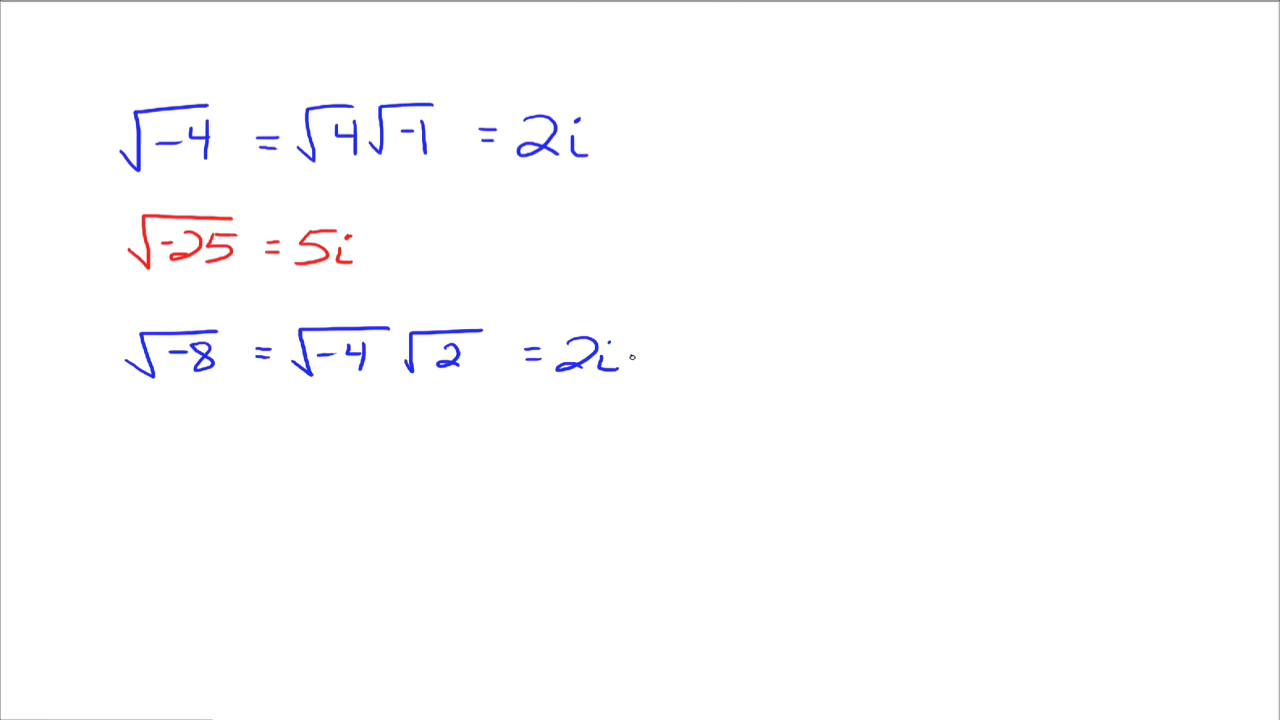 √-4 = √4 √-1 = 2i
√-25 = 5i
√-8 = √-4 √2 = 2i